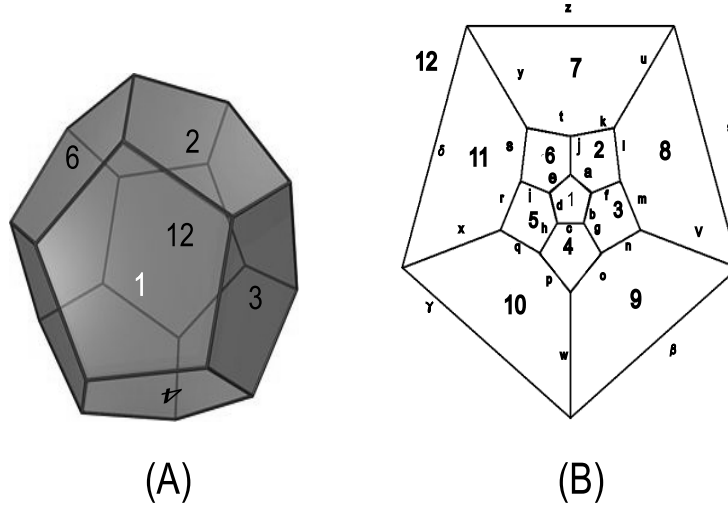 z
12
7
y
u
t
k
s
6
j
2
l
8
δ
11
e
a
i
d
1
f
m
r
5
b
3
h
c
g
x
4
n
V
q
p
o
10
9
γ
w
β
2
6
12
1
3
4
(A)
(B)